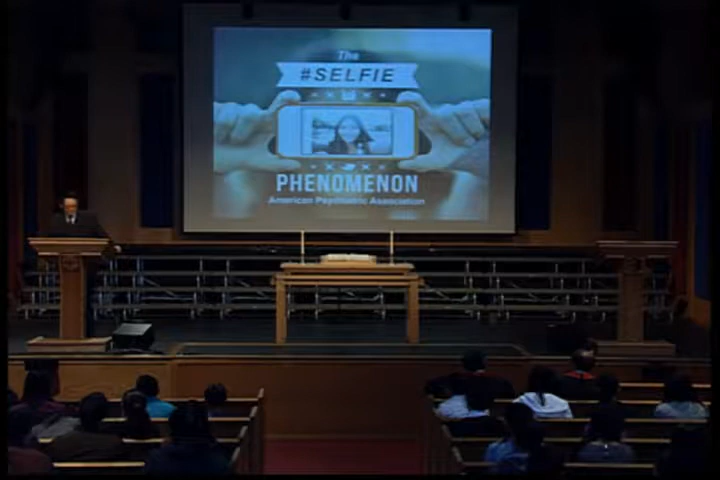 The
#SELFIE
PHENOMENON
American Psychiatric Association